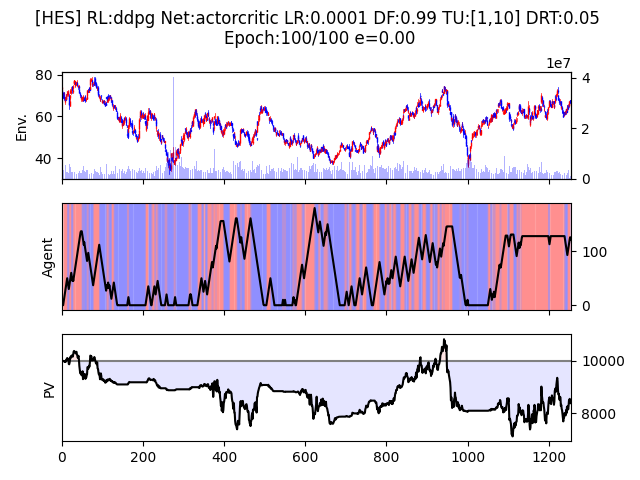 [HES] RL:ddpg Net:actorcritic LR:0.0001 DF:0.99 TU:[1,10] DRT:0.05
Epoch:100/100 e=0.00
1e7
80
60
40
Env.
4
2
0
Agent
100
0
PV
10000
8000
0 200 400 600 800 1000 1200